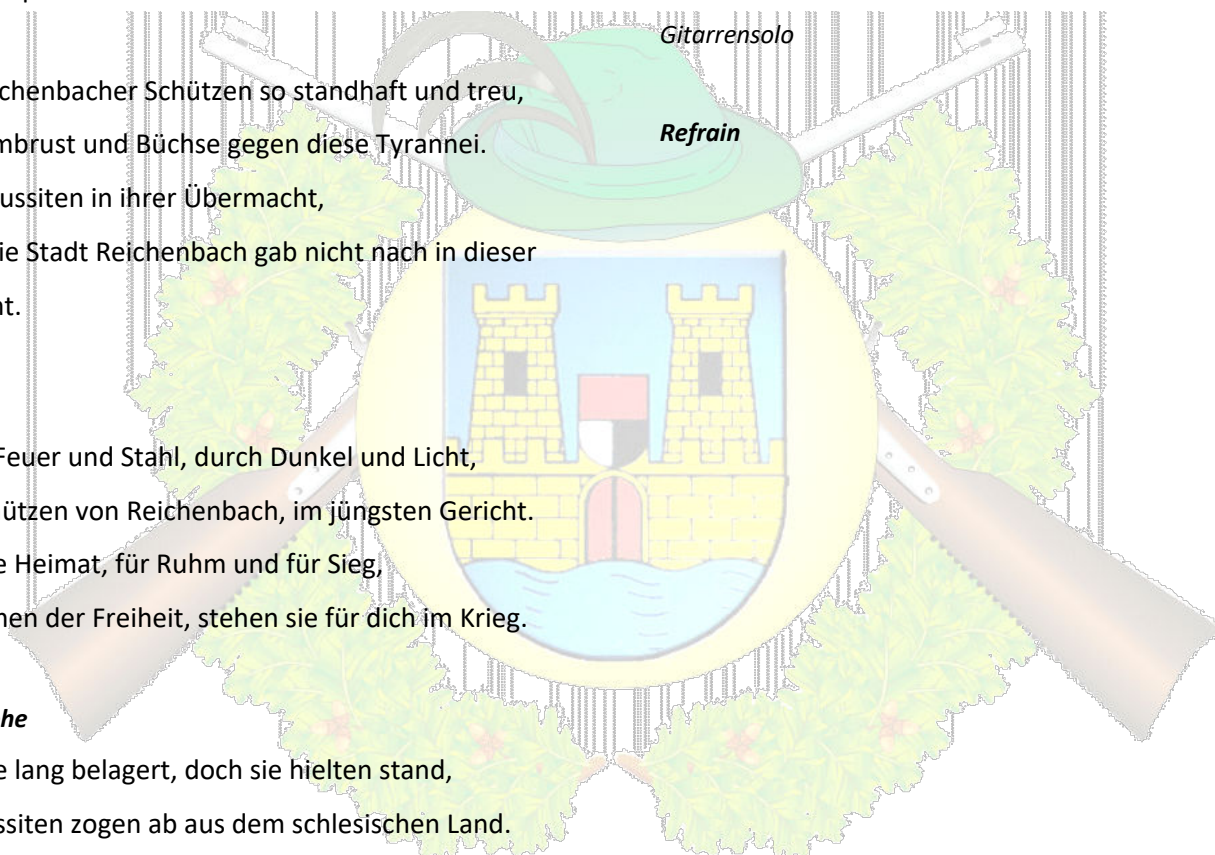 chenbacher Schützen so standhaft und treu,
mbrust und Büchse gegen diese Tyrannei.
ussiten in ihrer Übermacht,
ie Stadt Reichenbach gab nicht nach in dieser
nt.
Feuer und Stahl, durch Dunkel und Licht,
ützen von Reichenbach, im jüngsten Gericht.
e Heimat, für Ruhm und für Sieg,
nen der Freiheit, stehen sie für dich im Krieg.
he
e lang belagert, doch sie hielten stand,
ssiten zogen ab aus dem schlesischen Land.
Gitarrensolo
Refrain